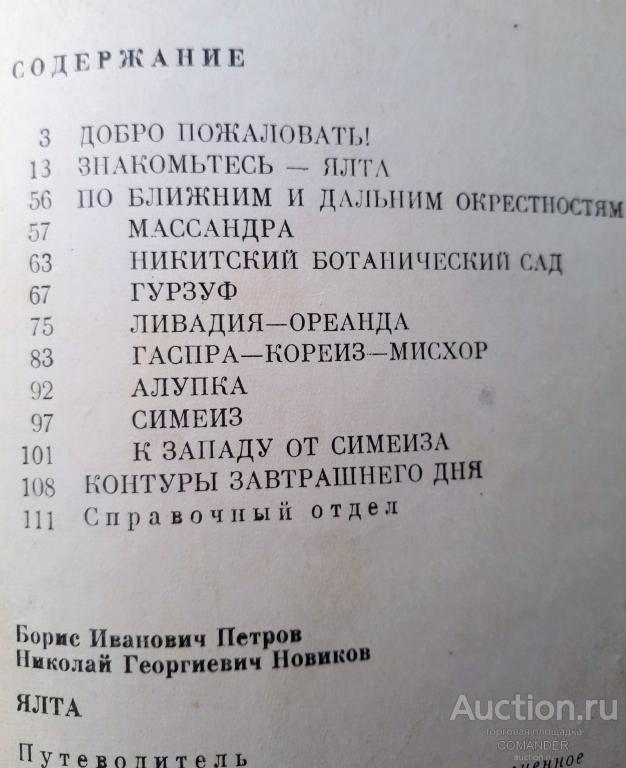 СОДЕРЖАНИЕ
3 ДОБРО ПОЖАЛОВАТЬ!
13 ЗНАКОМЬТЕСЬ — ЯЛТА
56 ПО БЛИЖНИМ И ДАЛЬНИМ ОКРЕСТНОСТЯМ
57 МАССАНДРА
63 НИКИТСКИЙ БОТАНИЧЕСКИЙ САД
67 ГУРЗУФ
75 ЛИВАДИЯ—ОРЕАНДА
83 ГАСПРА—КОРЕИЗ—МИСХОР
92 АЛУПКА
97 СИМЕИЗ
101 К ЗАПАДУ ОТ СИМЕИЗА
108 КОНТУРЫ ЗАВТРАШНЕГО ДНЯ
111 Справочный отдел
Борис Иванович Петров
Николай Георгиевич Новиков
ЯЛТА
Путеводитель
Auction.ru
торговая площадка
COMANDER
auction.ru